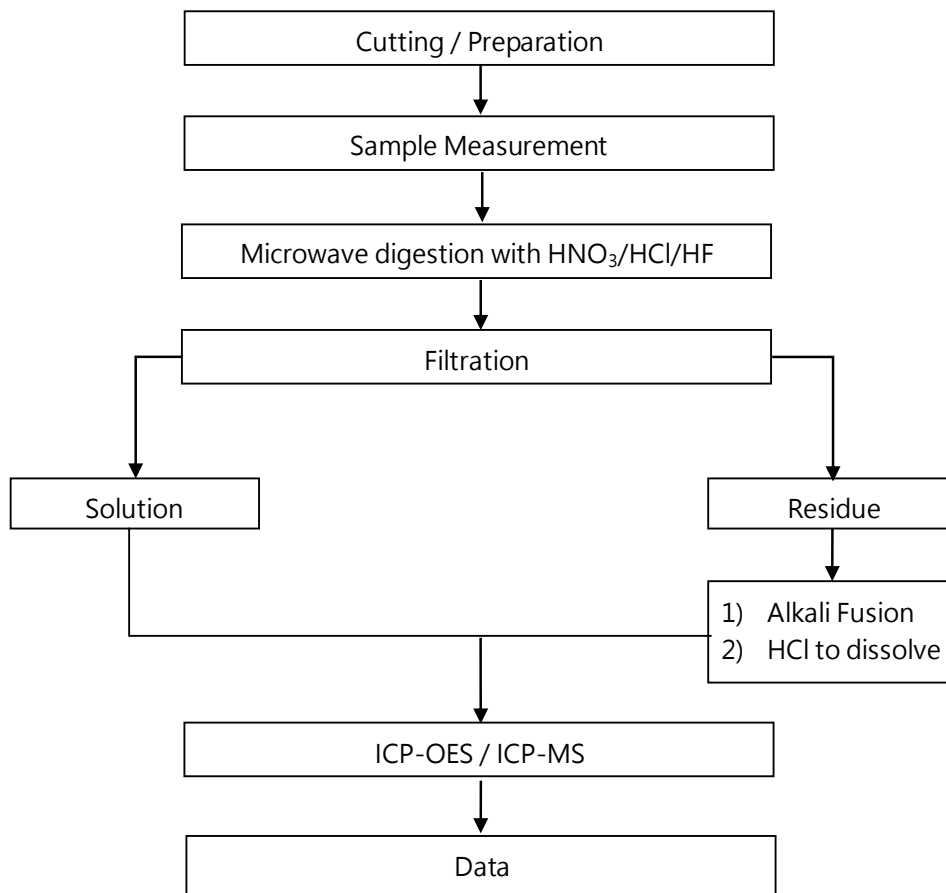 Cutting / Preparation
Sample Measurement
Microwave digestion with HNO₃/HCl/HF
Filtration
Solution
Residue
1) Alkali Fusion
2) HCl to dissolve
ICP-OES / ICP-MS
Data